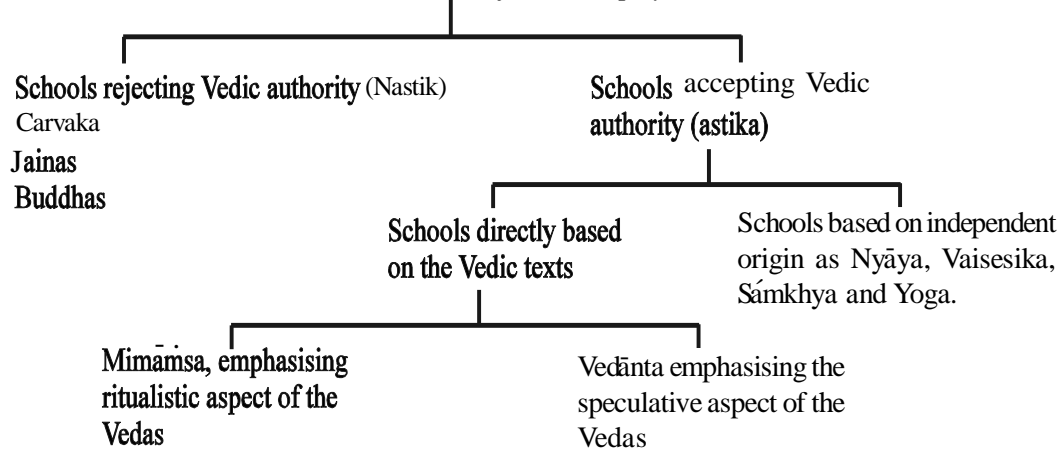 Schools rejecting Vedic authority (Nastik)
Carvaka
Jainas
Buddhas
Schools accepting Vedic
authority (astika)
Schools directly based
on the Vedic texts
Schools based on independent
origin as Nyāya, Vaisesika,
Sámkhya and Yoga.
Mimāṁsa, emphasising
ritualistic aspect of the
Vedas
Vedānta emphasising the
speculative aspect of the
Vedas